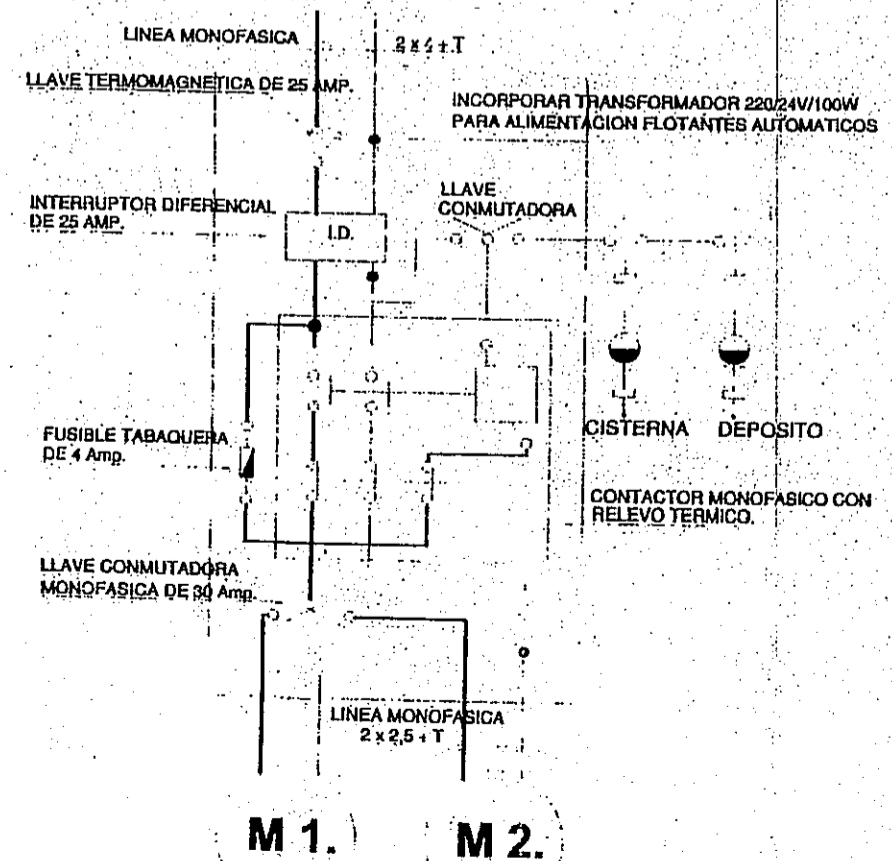 LINEA MONOFASICA
2 x 4 + T
LLAVE TERMOMAGNETICA DE 25 AMP.
INCORPORAR TRANSFORMADOR 220/24V/100W
PARA ALIMENTACION FLOTANTES AUTOMATICOS
INTERRUPTOR DIFERENCIAL
DE 25 AMP.
I.D.
LLAVE
CONMUTADORA
FUSIBLE TABAQUERA
DE 4 Amp.
CISTERNA
DEPOSITO
CONTACTOR MONOFASICO CON
RELEVO TERMICO.
LLAVE CONMUTADORA
MONOFASICA DE 30 Amp.
LINEA MONOFASICA
2 x 2,5 + T
M 1.
M 2.